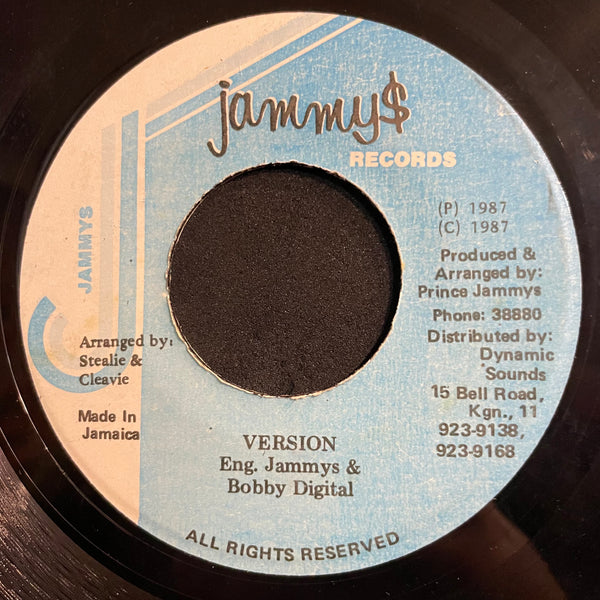 jammy$
RECORDS
JAMMYS
(P) 1987
(C) 1987
Produced &
Arranged by:
Prince Jammys
Phone: 38880
Distributed by:
Dynamic
Sounds
15 Bell Road,
Kgn., 11
923-9138,
923-9168
Arranged by:
Stealie &
Cleavie
Made In
Jamaica
VERSION
Eng. Jammys &
Bobby Digital
ALL RIGHTS RESERVED